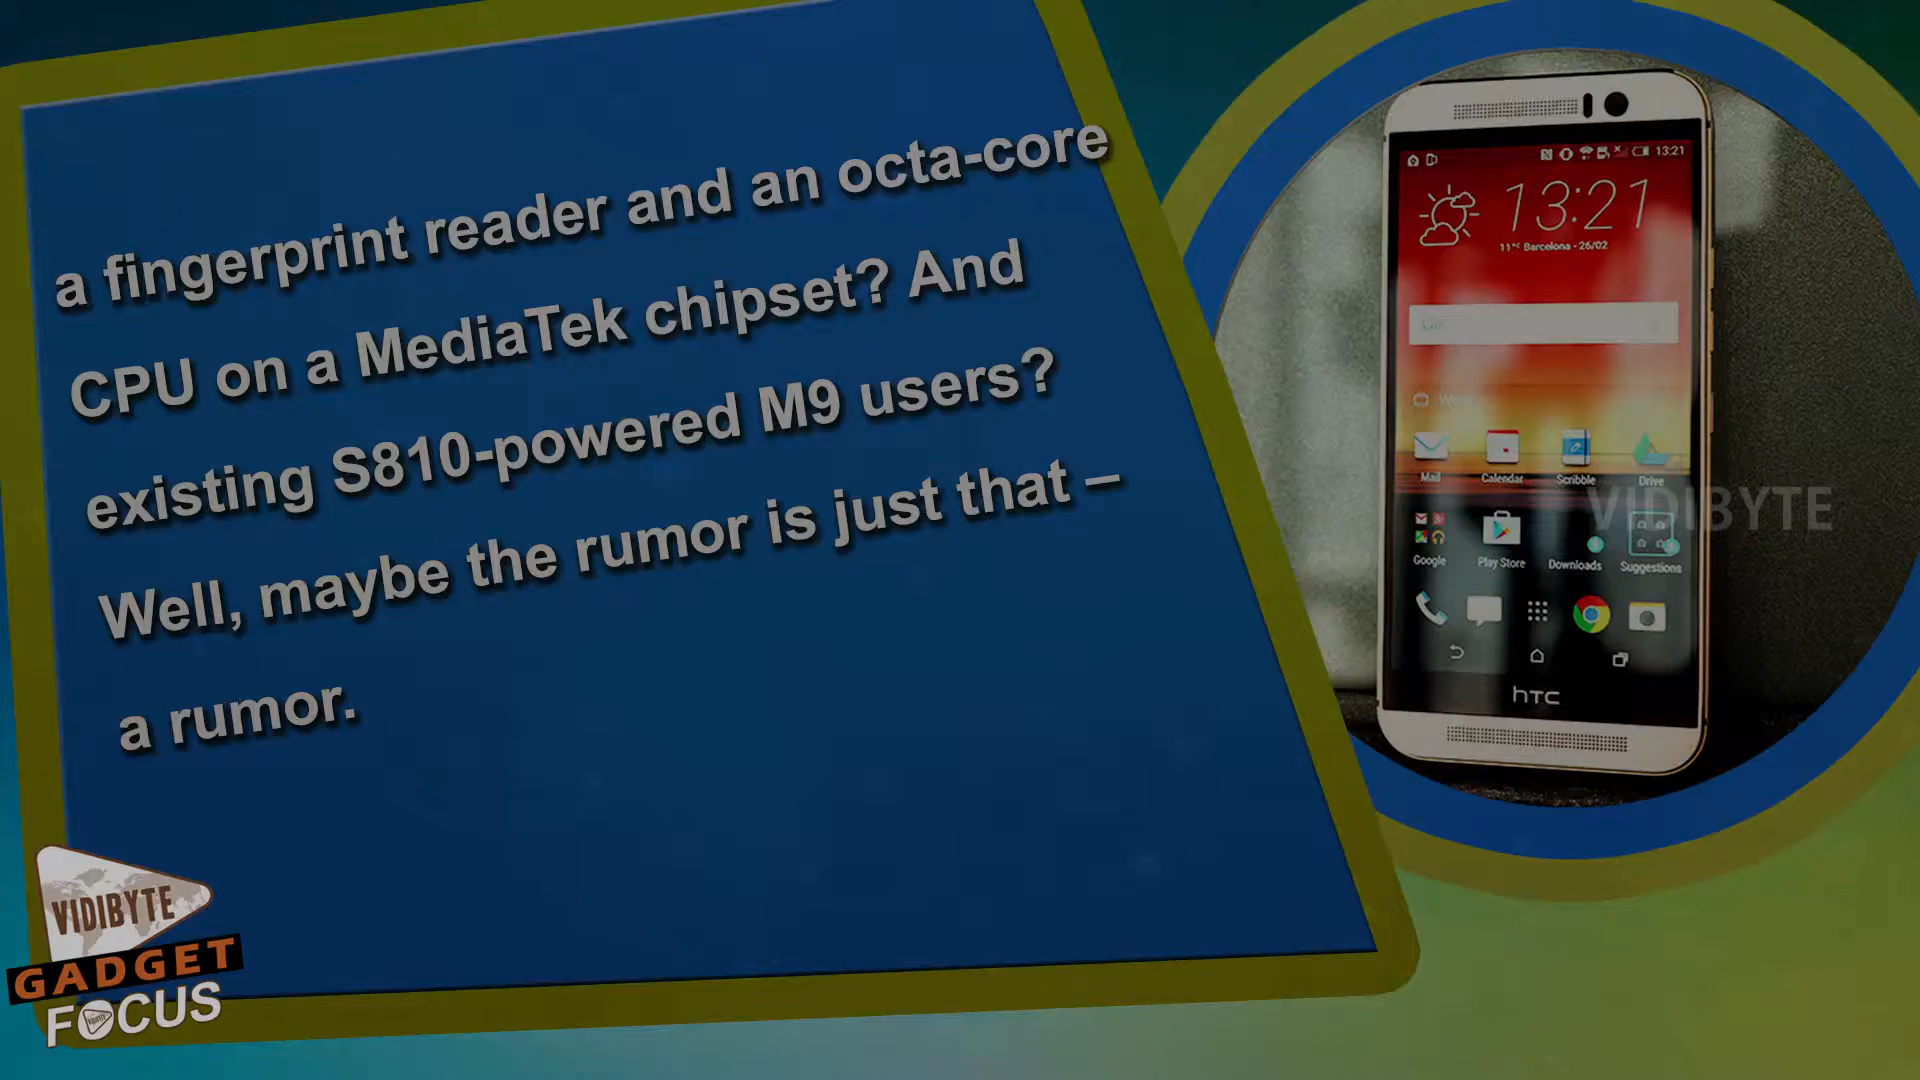 a fingerprint reader and an octa-core
CPU on a MediaTek chipset? And
existing S810-powered M9 users?
Well, maybe the rumor is just that –
a rumor.
13:21
13:21
11°C Barcelona - 26/02
Mail Calendar Scribble Drive
VIDIBYTE
Google Play Store Downloads Suggestions
hTC
VIDIBYTE
GADGET
FOCUS